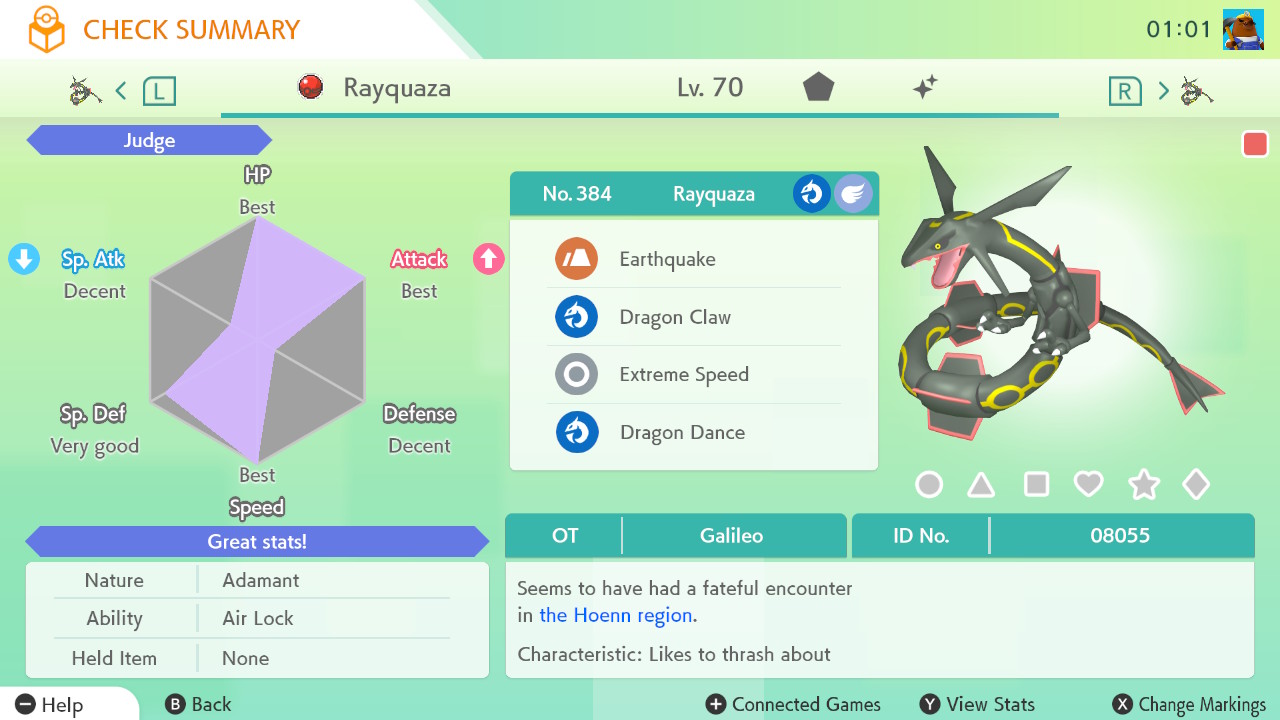 CHECK SUMMARY
01:01
L
Rayquaza
Lv. 70
R
Judge
HP
Best
Sp. Atk
Decent
Attack
Best
Sp. Def
Very good
Defense
Decent
Best
Speed
Great stats!
Nature Adamant
Ability Air Lock
Held Item None
No. 384 Rayquaza
Earthquake
Dragon Claw
Extreme Speed
Dragon Dance
OT Galileo
ID No. 08055
Seems to have had a fateful encounter
in the Hoenn region.
Characteristic: Likes to thrash about
Help
B Back
Connected Games
Y View Stats
X Change Markings